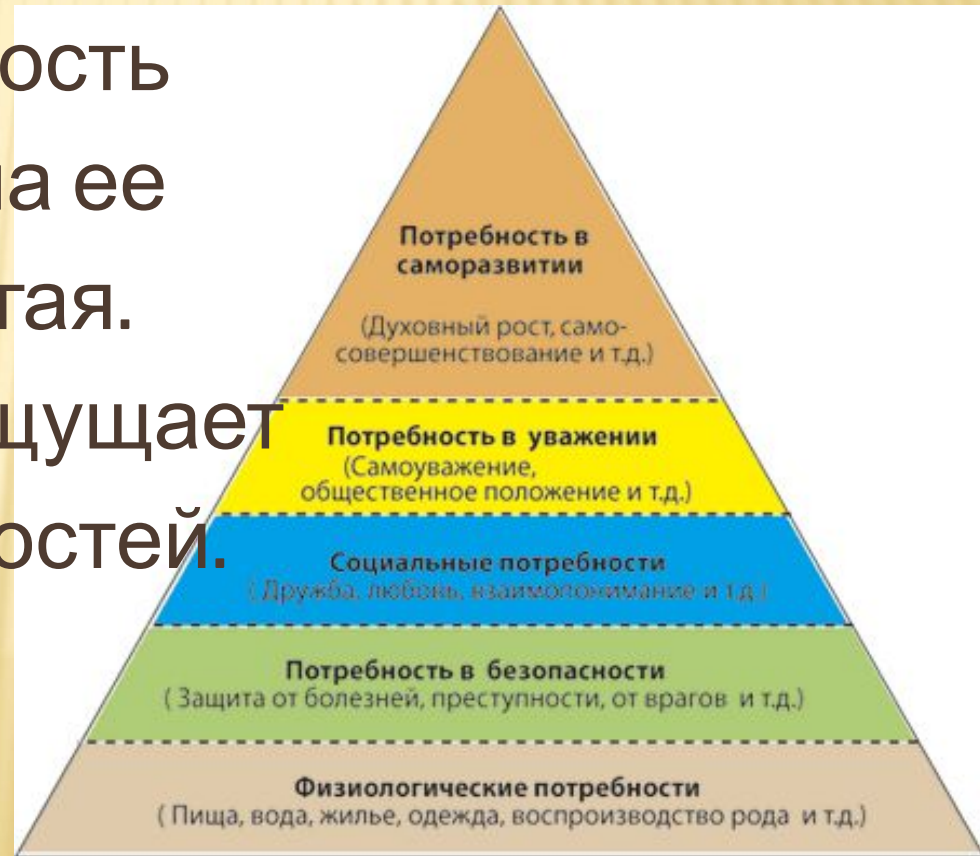 ость
а ее
тая.
щущает
остей.
Потребность в
саморазвитии
(Духовный рост, само-
совершенствование и т.д.)
Потребность в уважении
(Самоуважение,
общественное положение и т.д.)
Социальные потребности
( Дружба, любовь, взаимопонимание и т.д.)
Потребность в безопасности
( Защита от болезней, преступности, от врагов и т.д.)
Физиологические потребности
( Пища, вода, жилье, одежда, воспроизводство рода и т.д.)